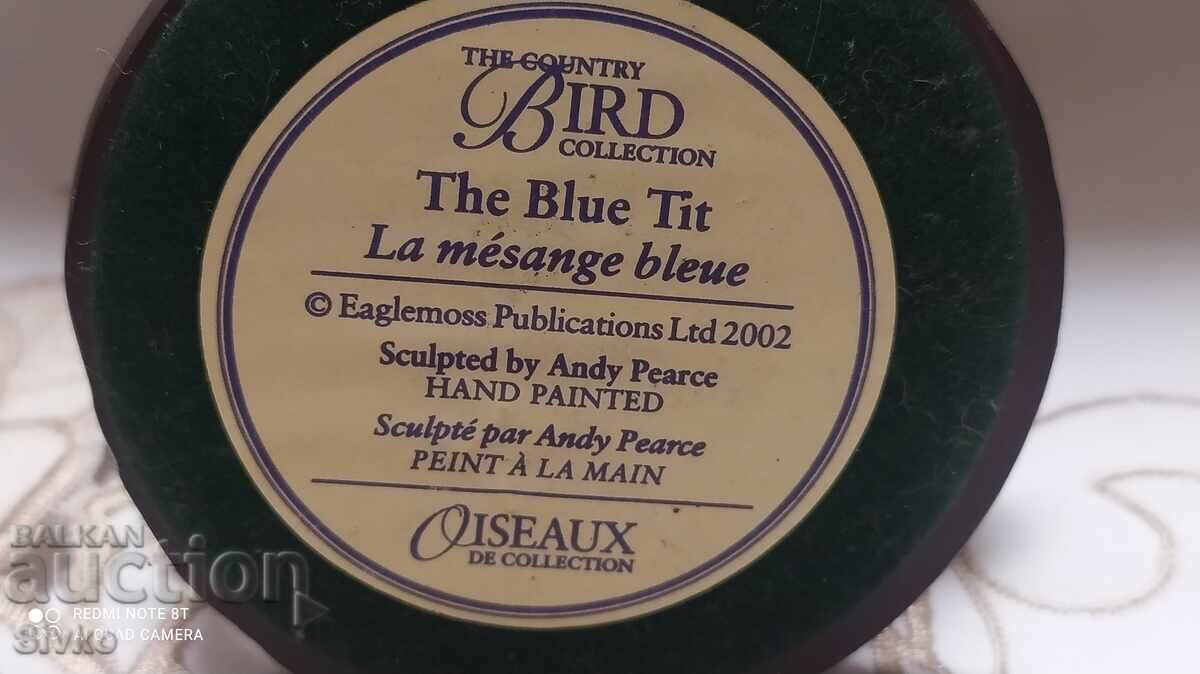 THE COUNTRY
BIRD
COLLECTION
The Blue Tit
La mésange bleue
© Eaglemoss Publications Ltd 2002
Sculpted by Andy Pearce
HAND PAINTED
Sculpté par Andy Pearce
PEINT À LA MAIN
OISEAUX
DE COLLECTION
BALKAN
auction
REDMI NOTE 8T
AI QUAD CAMERA
Sivko